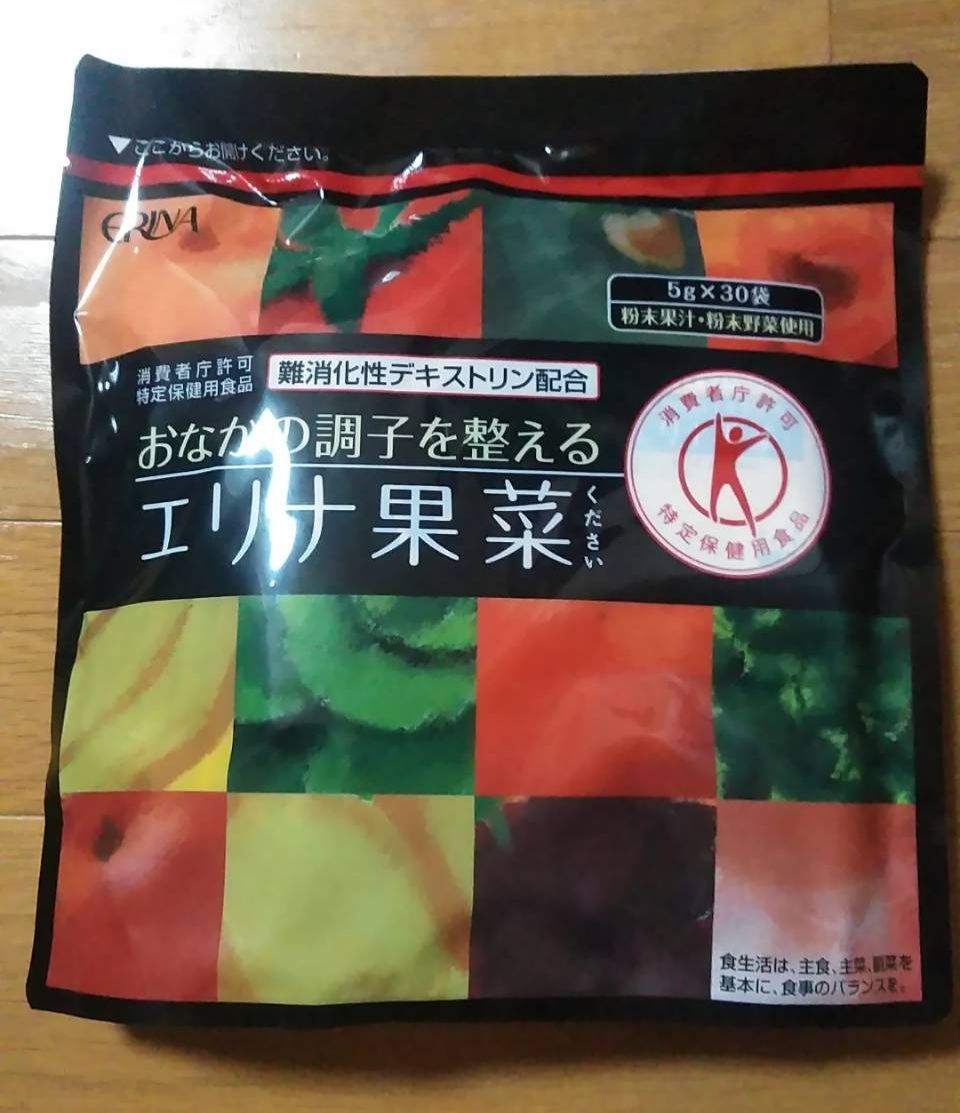 ▼ここからお開けください。
ERINA
5g×30袋
粉末果汁・粉末野菜使用
消費者庁許可
特定保健用食品
難消化性デキストリン配合
おなかの調子を整える
エリナ果菜
ください
消費者庁許可
特定保健用食品
食生活は、主食、主菜、副菜を
基本に、食事のバランスを。